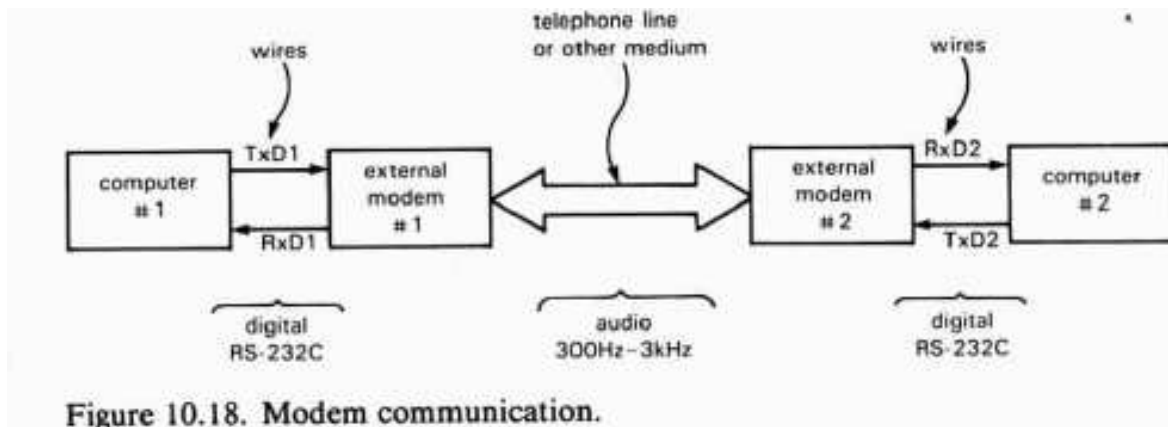 telephone line
or other medium
wires
wires
TxD1
RxD2
computer
#1
external
modem
#1
external
modem
#2
computer
#2
RxD1
TxD2
digital
RS-232C
audio
300Hz-3kHz
digital
RS-232C
Figure 10.18. Modem communication.